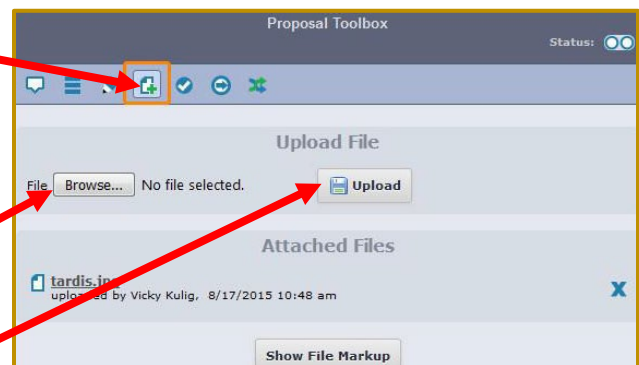 Proposal Toolbox
Status:
Upload File
File Browse... No file selected. Upload
Attached Files
uploaded by Vicky Kulig, 8/17/2015 10:48 am
X
Show File Markup